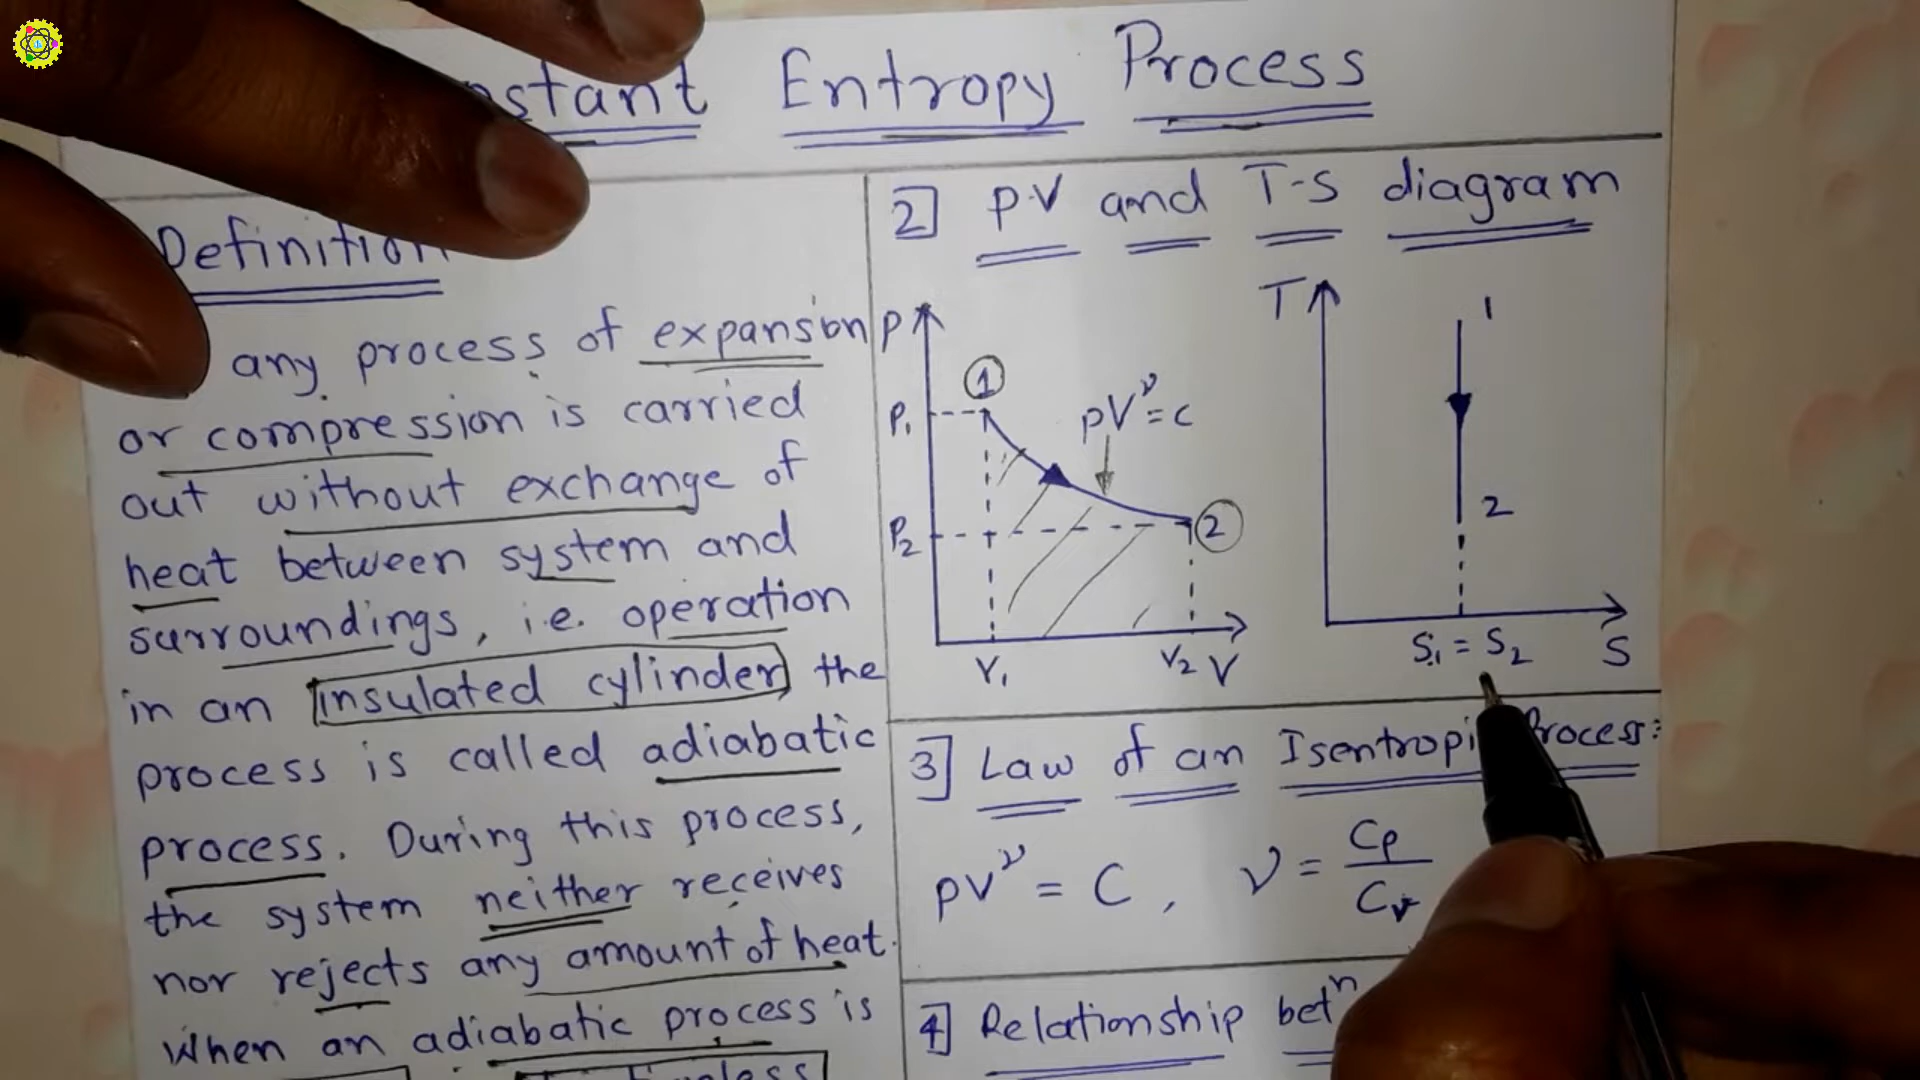 Entropy Process
Definition
any process of expansion
or compression is carried
out without exchange of
heat between system and
surroundings, i.e. operation
in an insulated cylinder the
process is called adiabatic
process. During this process,
the system neither receives
nor rejects any amount of heat.
When an adiabatic process is
2] P-V and T-S diagram
P
1
P1
pV^γ = C
P2
2
V1
V2 V
T
1
2
S1 = S2
S
3] Law of an Isentropic Process:
pV^γ = C, γ = Cp/Cv
4] Relationship betn